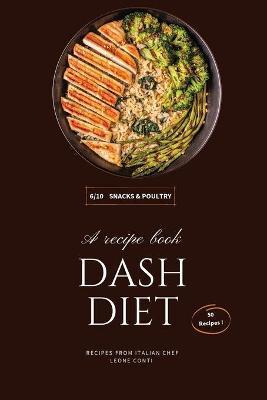 6/10 SNACKS & POULTRY
A recipe book
DASH
DIET
50
Recipes !
RECIPES FROM ITALIAN CHEF
LEONE CONTI